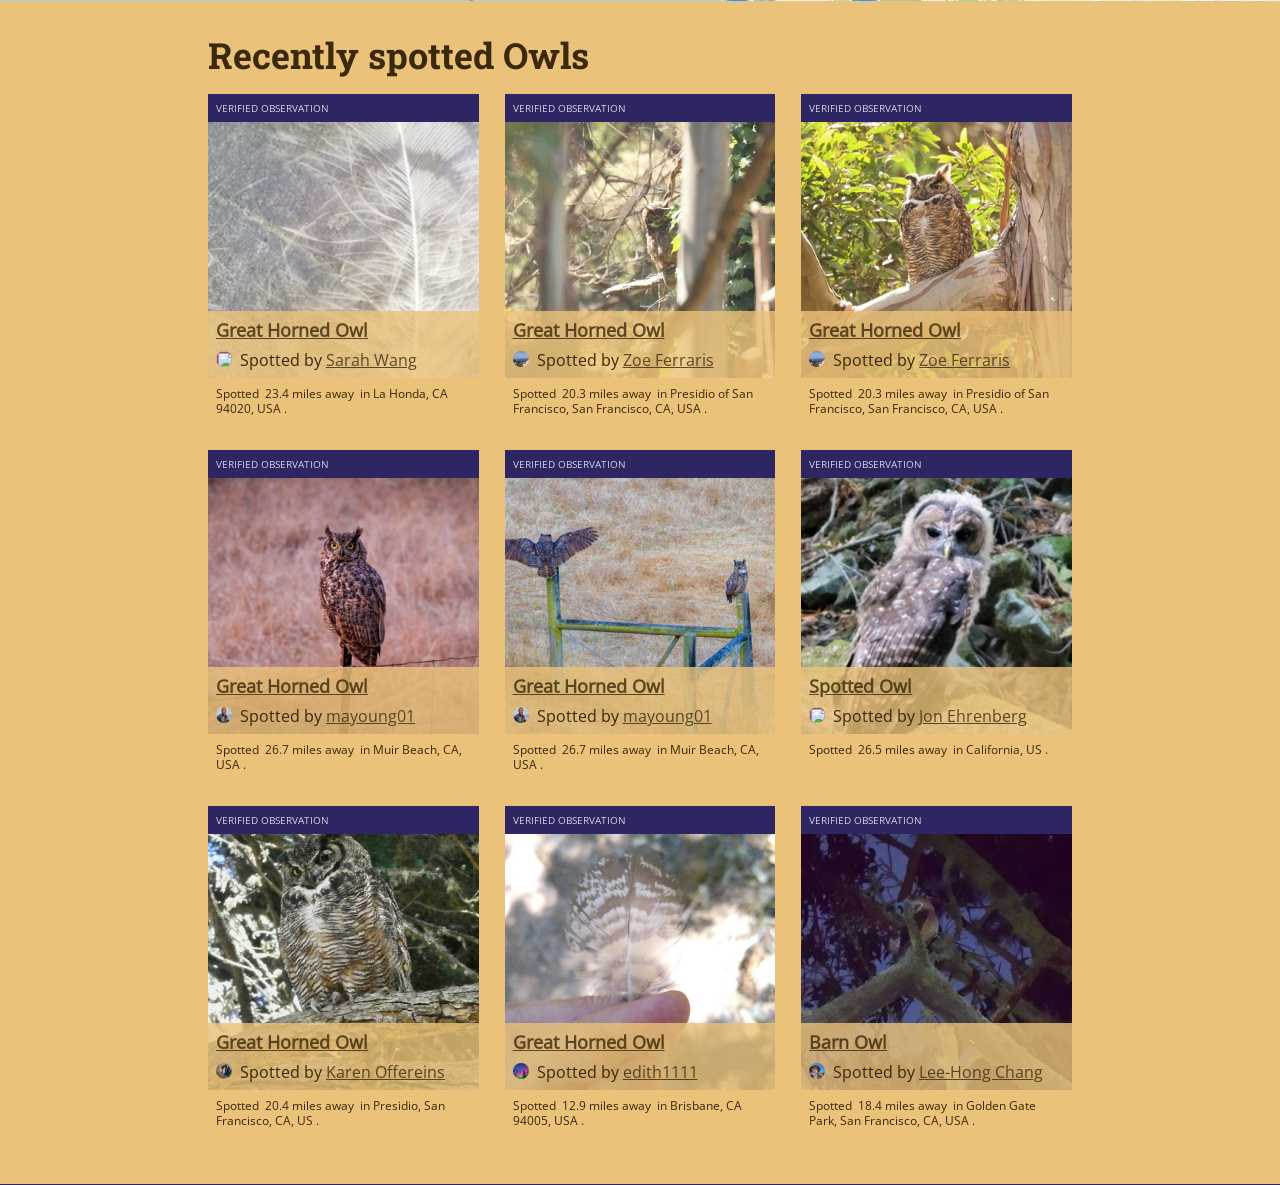 Recently spotted Owls
VERIFIED OBSERVATION
Great Horned Owl
Spotted by Sarah Wang
Spotted 23.4 miles away in La Honda, CA
94020, USA .
VERIFIED OBSERVATION
Great Horned Owl
Spotted by Zoe Ferraris
Spotted 20.3 miles away in Presidio of San
Francisco, San Francisco, CA, USA .
VERIFIED OBSERVATION
Great Horned Owl
Spotted by Zoe Ferraris
Spotted 20.3 miles away in Presidio of San
Francisco, San Francisco, CA, USA .
VERIFIED OBSERVATION
Great Horned Owl
Spotted by mayoung01
Spotted 26.7 miles away in Muir Beach, CA,
USA .
VERIFIED OBSERVATION
Great Horned Owl
Spotted by mayoung01
Spotted 26.7 miles away in Muir Beach, CA,
USA .
VERIFIED OBSERVATION
Spotted Owl
Spotted by Jon Ehrenberg
Spotted 26.5 miles away in California, US .
VERIFIED OBSERVATION
Great Horned Owl
Spotted by Karen Offereins
Spotted 20.4 miles away in Presidio, San
Francisco, CA, US .
VERIFIED OBSERVATION
Great Horned Owl
Spotted by edith1111
Spotted 12.9 miles away in Brisbane, CA
94005, USA .
VERIFIED OBSERVATION
Barn Owl
Spotted by Lee-Hong Chang
Spotted 18.4 miles away in Golden Gate
Park, San Francisco, CA, USA .